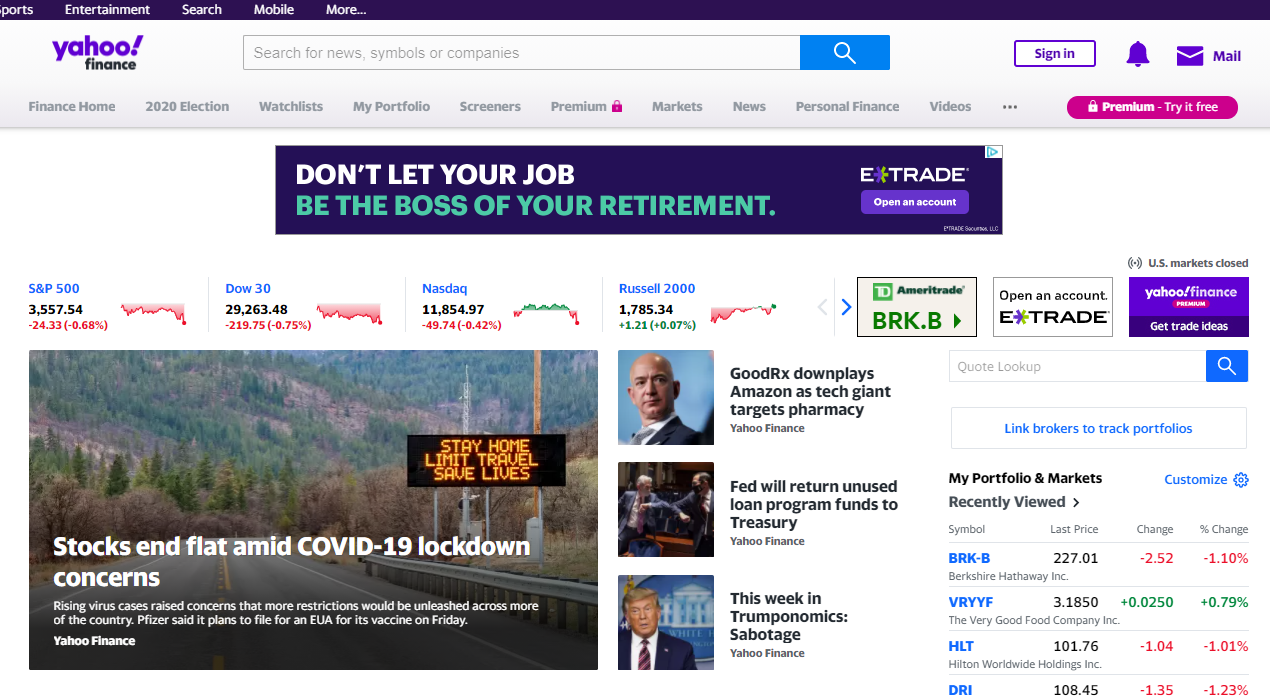 Sports Entertainment Search Mobile More...
yahoo!
finance
Search for news, symbols or companies
Sign in
Mail
Finance Home 2020 Election Watchlists My Portfolio Screeners Premium Markets News Personal Finance Videos ...
Premium - Try it free
DON'T LET YOUR JOB
BE THE BOSS OF YOUR RETIREMENT.
E*TRADE
Open an account
E*TRADE Securities, LLC
U.S. markets closed
S&P 500
3,557.54
-24.33 (-0.68%)
Dow 30
29,263.48
-219.75 (-0.75%)
Nasdaq
11,854.97
-49.74 (-0.42%)
Russell 2000
1,785.34
+1.21 (+0.07%)
TD Ameritrade
BRK.B
Open an account.
E*TRADE
yahoo!finance
PREMIUM
Get trade ideas
STAY HOME
LIMIT TRAVEL
SAVE LIVES
Stocks end flat amid COVID-19 lockdown
concerns
Rising virus cases raised concerns that more restrictions would be unleashed across more
of the country. Pfizer said it plans to file for an EUA for its vaccine on Friday.
Yahoo Finance
GoodRx downplays
Amazon as tech giant
targets pharmacy
Yahoo Finance
Fed will return unused
loan program funds to
Treasury
Yahoo Finance
This week in
Trumponomics:
Sabotage
Yahoo Finance
Quote Lookup
Link brokers to track portfolios
My Portfolio & Markets Customize
Recently Viewed >
Symbol Last Price Change % Change
BRK-B 227.01 -2.52 -1.10%
Berkshire Hathaway Inc.
VRYYF 3.1850 +0.0250 +0.79%
The Very Good Food Company Inc.
HLT 101.76 -1.04 -1.01%
Hilton Worldwide Holdings Inc.
DRI 108.45 -1.35 -1.23%